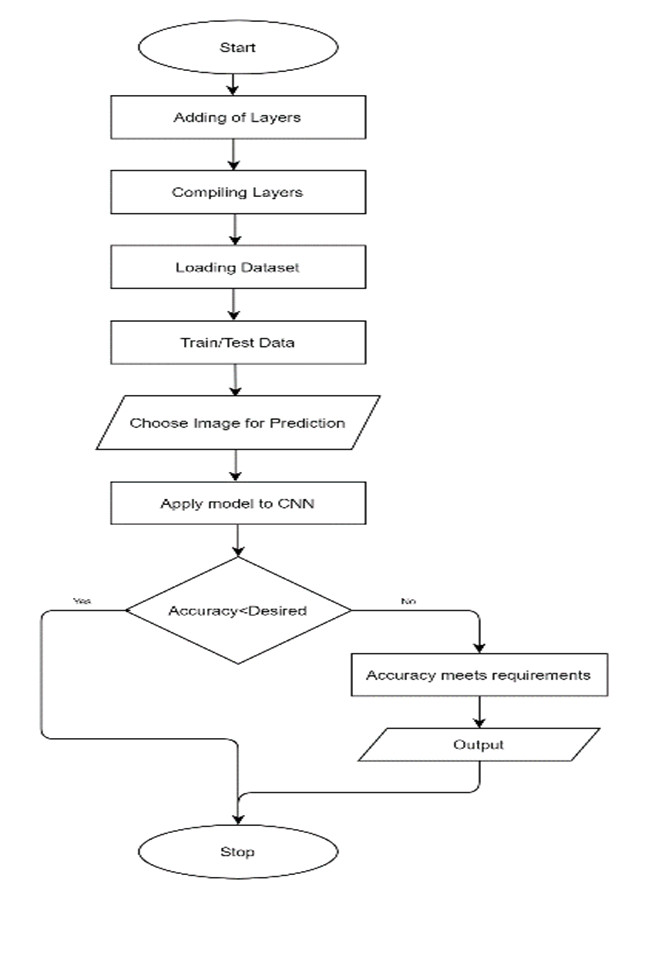 Start
Adding of Layers
Compiling Layers
Loading Dataset
Train/Test Data
Choose Image for Prediction
Apply model to CNN
Yes
Accuracy<Desired
No
Accuracy meets requirements
Output
Stop